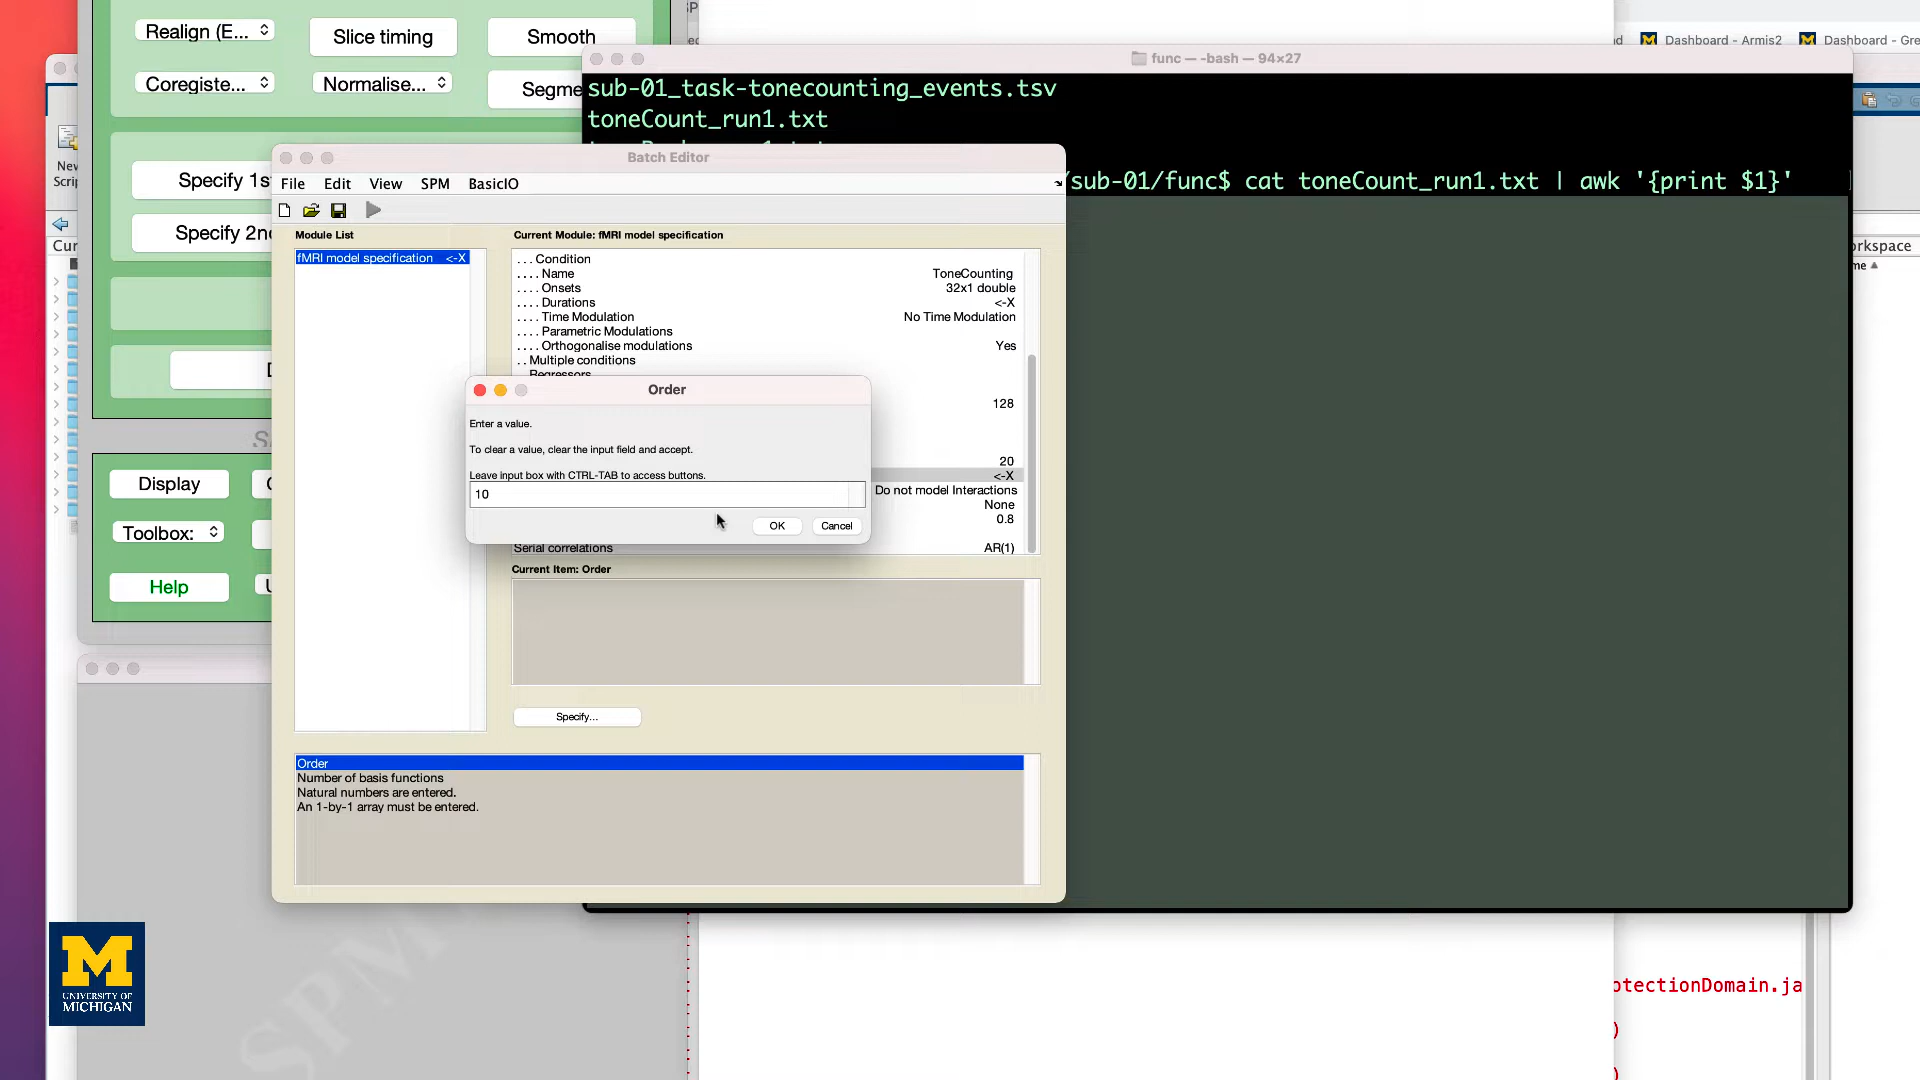 Realign (E...
Slice timing
Smooth
Coregiste...
Normalise...
Segme
Dashboard - Armis2
Dashboard - Gre
func — -bash — 94×27
sub-01_task-tonecounting_events.tsv
toneCount_run1.txt
/sub-01/func$ cat toneCount_run1.txt | awk '{print $1}'
New
Scrip
Specify 1s
Specify 2nd
Cur
D
Display
Toolbox:
Help
Batch Editor
File Edit View SPM BasicIO
Module List
fMRI model specification <-X
Current Module: fMRI model specification
. . . Condition
. . . . Name ToneCounting
. . . . Onsets 32x1 double
. . . . Durations <-X
. . . . Time Modulation No Time Modulation
. . . . Parametric Modulations
. . . . Orthogonalise modulations Yes
. . Multiple conditions
Regressors
128
20
<-X
Do not model Interactions
None
0.8
Serial correlations AR(1)
Order
Enter a value.
To clear a value, clear the input field and accept.
Leave input box with CTRL-TAB to access buttons.
10
OK Cancel
Current Item: Order
Specify...
Order
Number of basis functions
Natural numbers are entered.
An 1-by-1 array must be entered.
orkspace
me
otectionDomain.ja
)
)
SPM
M
UNIVERSITY OF
MICHIGAN